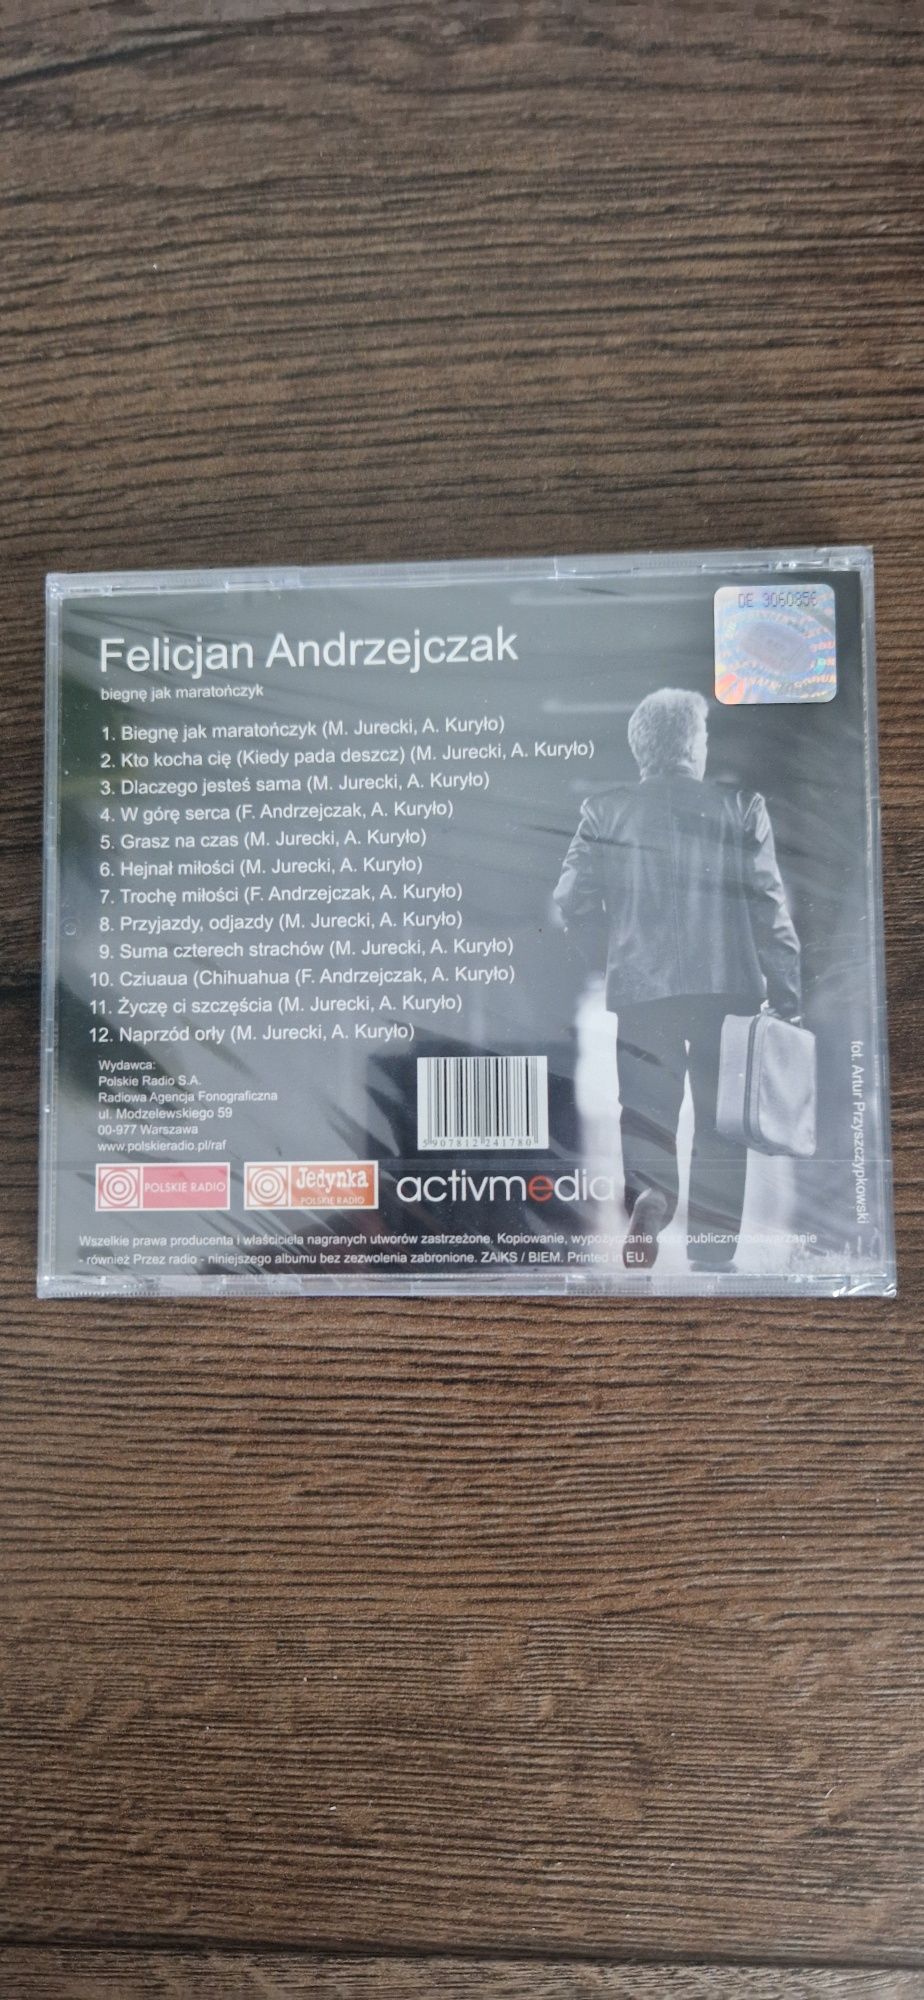 DE 9060856
Felicjan Andrzejczak
biegnę jak maratończyk
1. Biegnę jak maratończyk (M. Jurecki, A. Kuryło)
2. Kto kocha cię (Kiedy pada deszcz) (M. Jurecki, A. Kuryło)
3. Dlaczego jesteś sama (M. Jurecki, A. Kuryło)
4. W górę serca (F. Andrzejczak, A. Kuryło)
5. Grasz na czas (M. Jurecki, A. Kuryło)
6. Hejnał miłości (M. Jurecki, A. Kuryło)
7. Trochę miłości (F. Andrzejczak, A. Kuryło)
8. Przyjazdy, odjazdy (M. Jurecki, A. Kuryło)
9. Suma czterech strachów (M. Jurecki, A. Kuryło)
10. Cziuaua (Chihuahua (F. Andrzejczak, A. Kuryło)
11. Życzę ci szczęścia (M. Jurecki, A. Kuryło)
12. Naprzód orły (M. Jurecki, A. Kuryło)
Wydawca:
Polskie Radio S.A.
Radiowa Agencja Fonograficzna
ul. Modzelewskiego 59
00-977 Warszawa
www.polskieradio.pl/raf
5 907812 241780
fot. Artur Przyszczypkowski
POLSKIE RADIO
Jedynka
POLSKIE RADIO
activmedia
Wszelkie prawa producenta i właściciela nagranych utworów zastrzeżone. Kopiowanie, wypożyczanie oraz publiczne odtwarzanie
- również Przez radio - niniejszego albumu bez zezwolenia zabronione. ZAiKS / BIEM. Printed in EU.